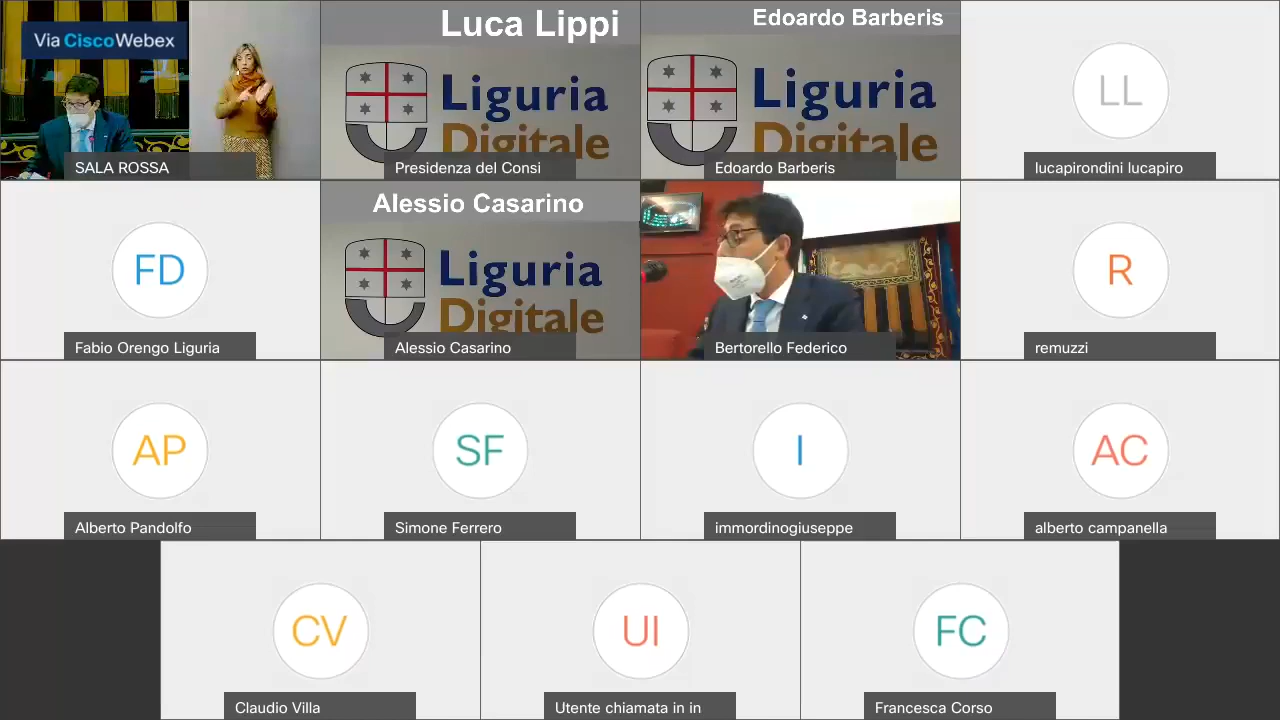 Via Cisco Webex
SALA ROSSA
Luca Lippi
Liguria
Digitale
Presidenza del Consi
Edoardo Barberis
Liguria
Digitale
Edoardo Barberis
LL
lucapirondini lucapiro
FD
Fabio Orengo Liguria
Alessio Casarino
Liguria
Digitale
Alessio Casarino
Bertorello Federico
R
remuzzi
AP
Alberto Pandolfo
SF
Simone Ferrero
I
immordinogiuseppe
AC
alberto campanella
CV
Claudio Villa
UI
Utente chiamata in in
FC
Francesca Corso